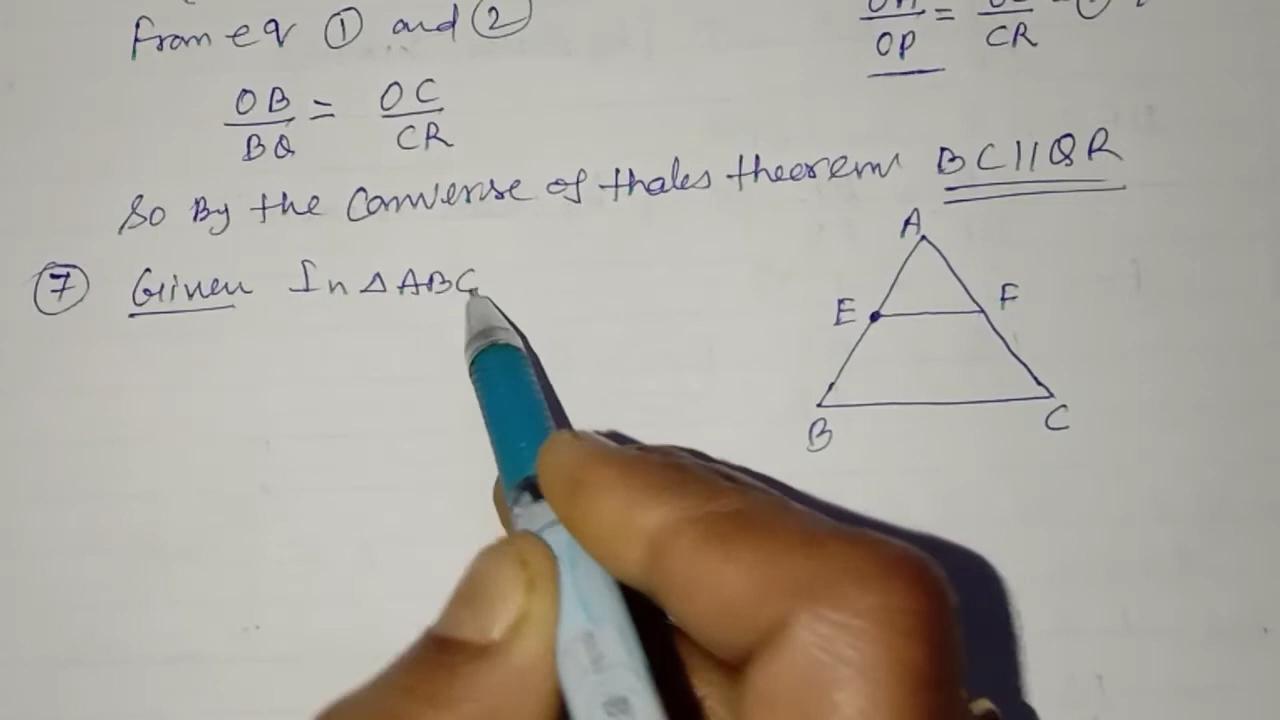 From eq ① and ②
OP = CR
OB/BQ = OC/CR
So By the Converse of thales theorem BC||QR
⑦ Given In △ABC
A
E F
B C